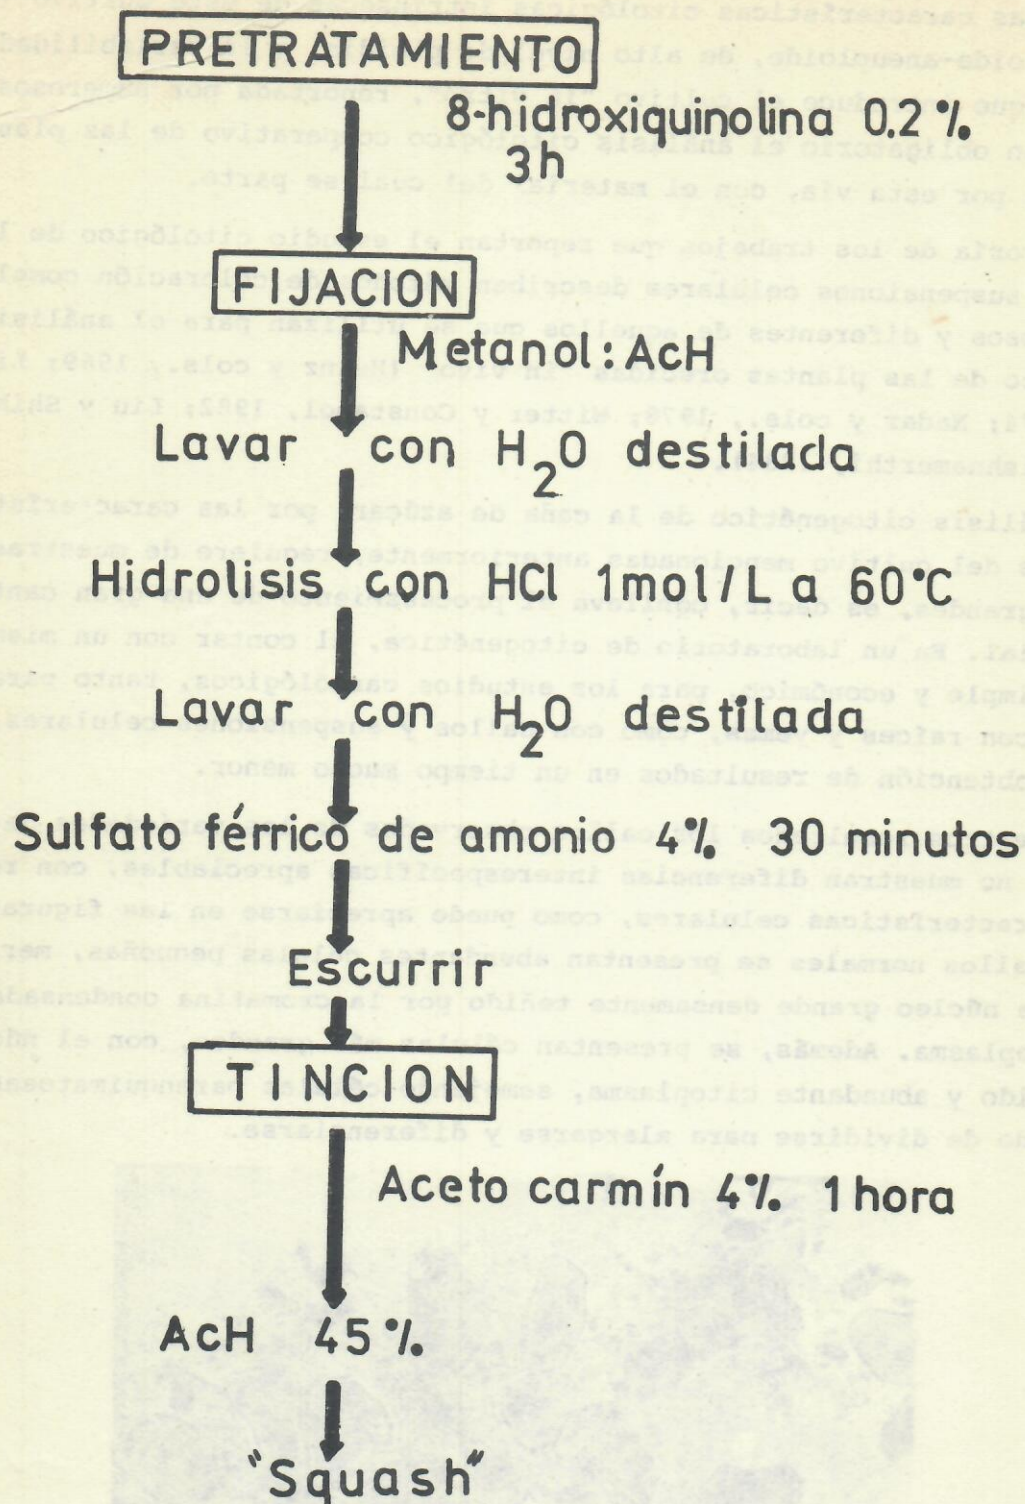 PRETRATAMIENTO
8-hidroxiquinolina 0.2%
3h
FIJACION
Metanol: AcH
Lavar con H2O destilada
Hidrolisis con HCl 1mol/L a 60°C
Lavar con H2O destilada
Sulfato férrico de amonio 4% 30 minutos
Escurrir
TINCION
Aceto carmín 4% 1 hora
AcH 45%
"Squash"